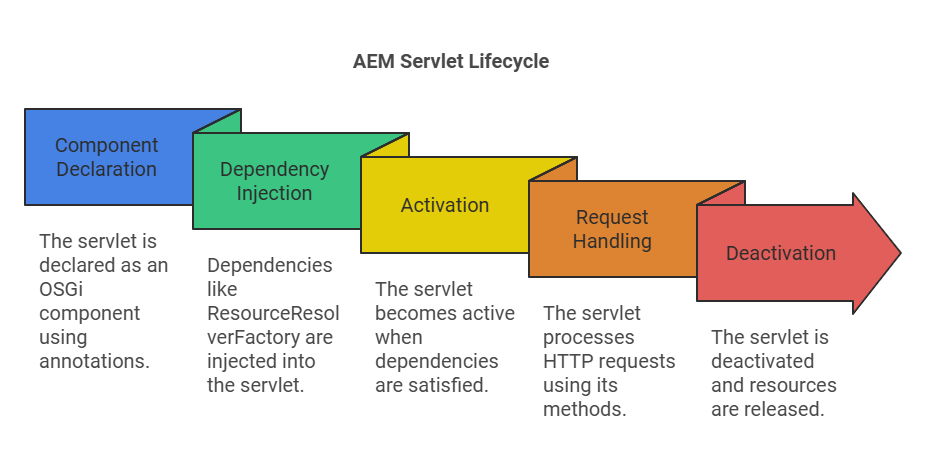 AEM Servlet Lifecycle
Component
Declaration
The servlet is
declared as an
OSGi
component
using
annotations.
Dependency
Injection
Dependencies
like
ResourceResol
verFactory are
injected into
the servlet.
Activation
The servlet
becomes active
when
dependencies
are satisfied.
Request
Handling
The servlet
processes
HTTP requests
using its
methods.
Deactivation
The servlet is
deactivated
and resources
are released.